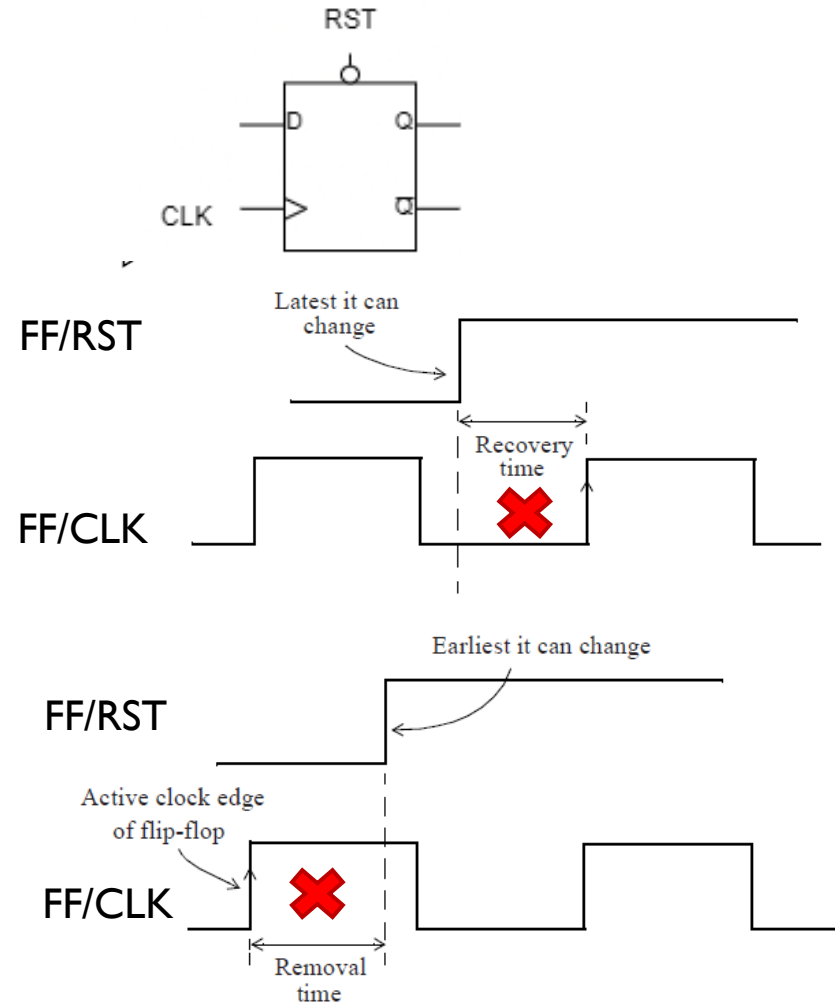 RST
D Q
CLK Q
Latest it can
change
FF/RST
Recovery
time
FF/CLK
Earliest it can change
FF/RST
Active clock edge
of flip-flop
FF/CLK
Removal
time